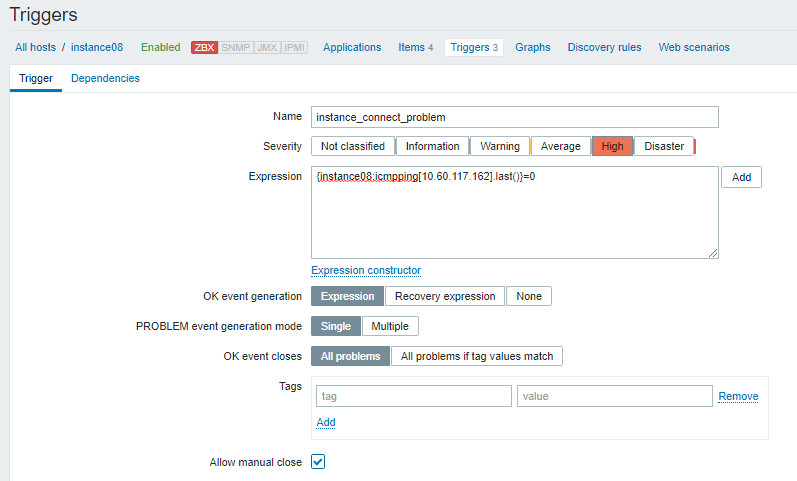 Triggers
All hosts / instance08 Enabled ZBX SNMP JMX IPMI Applications Items 4 Triggers 3 Graphs Discovery rules Web scenarios
Trigger Dependencies
Name instance_connect_problem
Severity Not classified Information Warning Average High Disaster
Expression {instance08:icmpping[10.60.117.162].last()}=0 Add
Expression constructor
OK event generation Expression Recovery expression None
PROBLEM event generation mode Single Multiple
OK event closes All problems All problems if tag values match
Tags tag value Remove
Add
Allow manual close